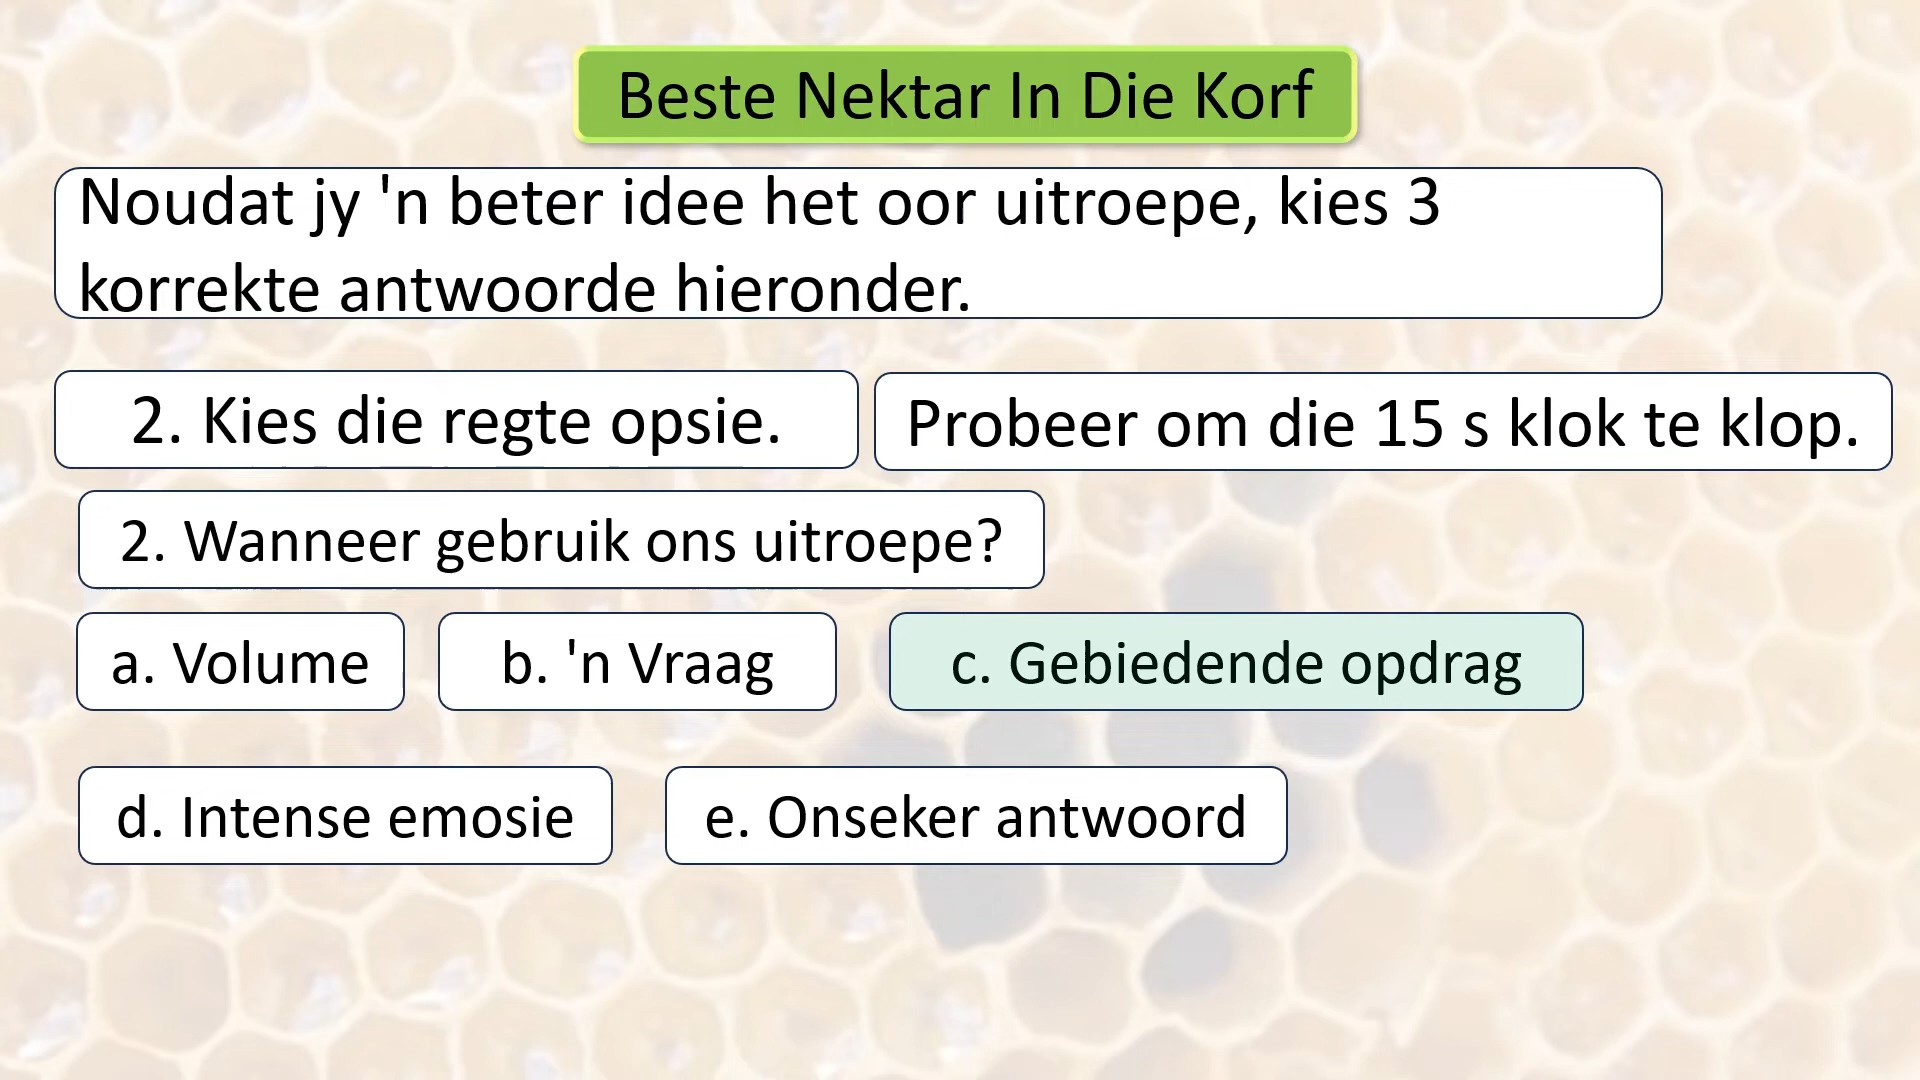 Beste Nektar In Die Korf
Noudat jy 'n beter idee het oor uitroepe, kies 3
korrekte antwoorde hieronder.
2. Kies die regte opsie.
Probeer om die 15 s klok te klop.
2. Wanneer gebruik ons uitroepe?
a. Volume
b. 'n Vraag
c. Gebiedende opdrag
d. Intense emosie
e. Onseker antwoord